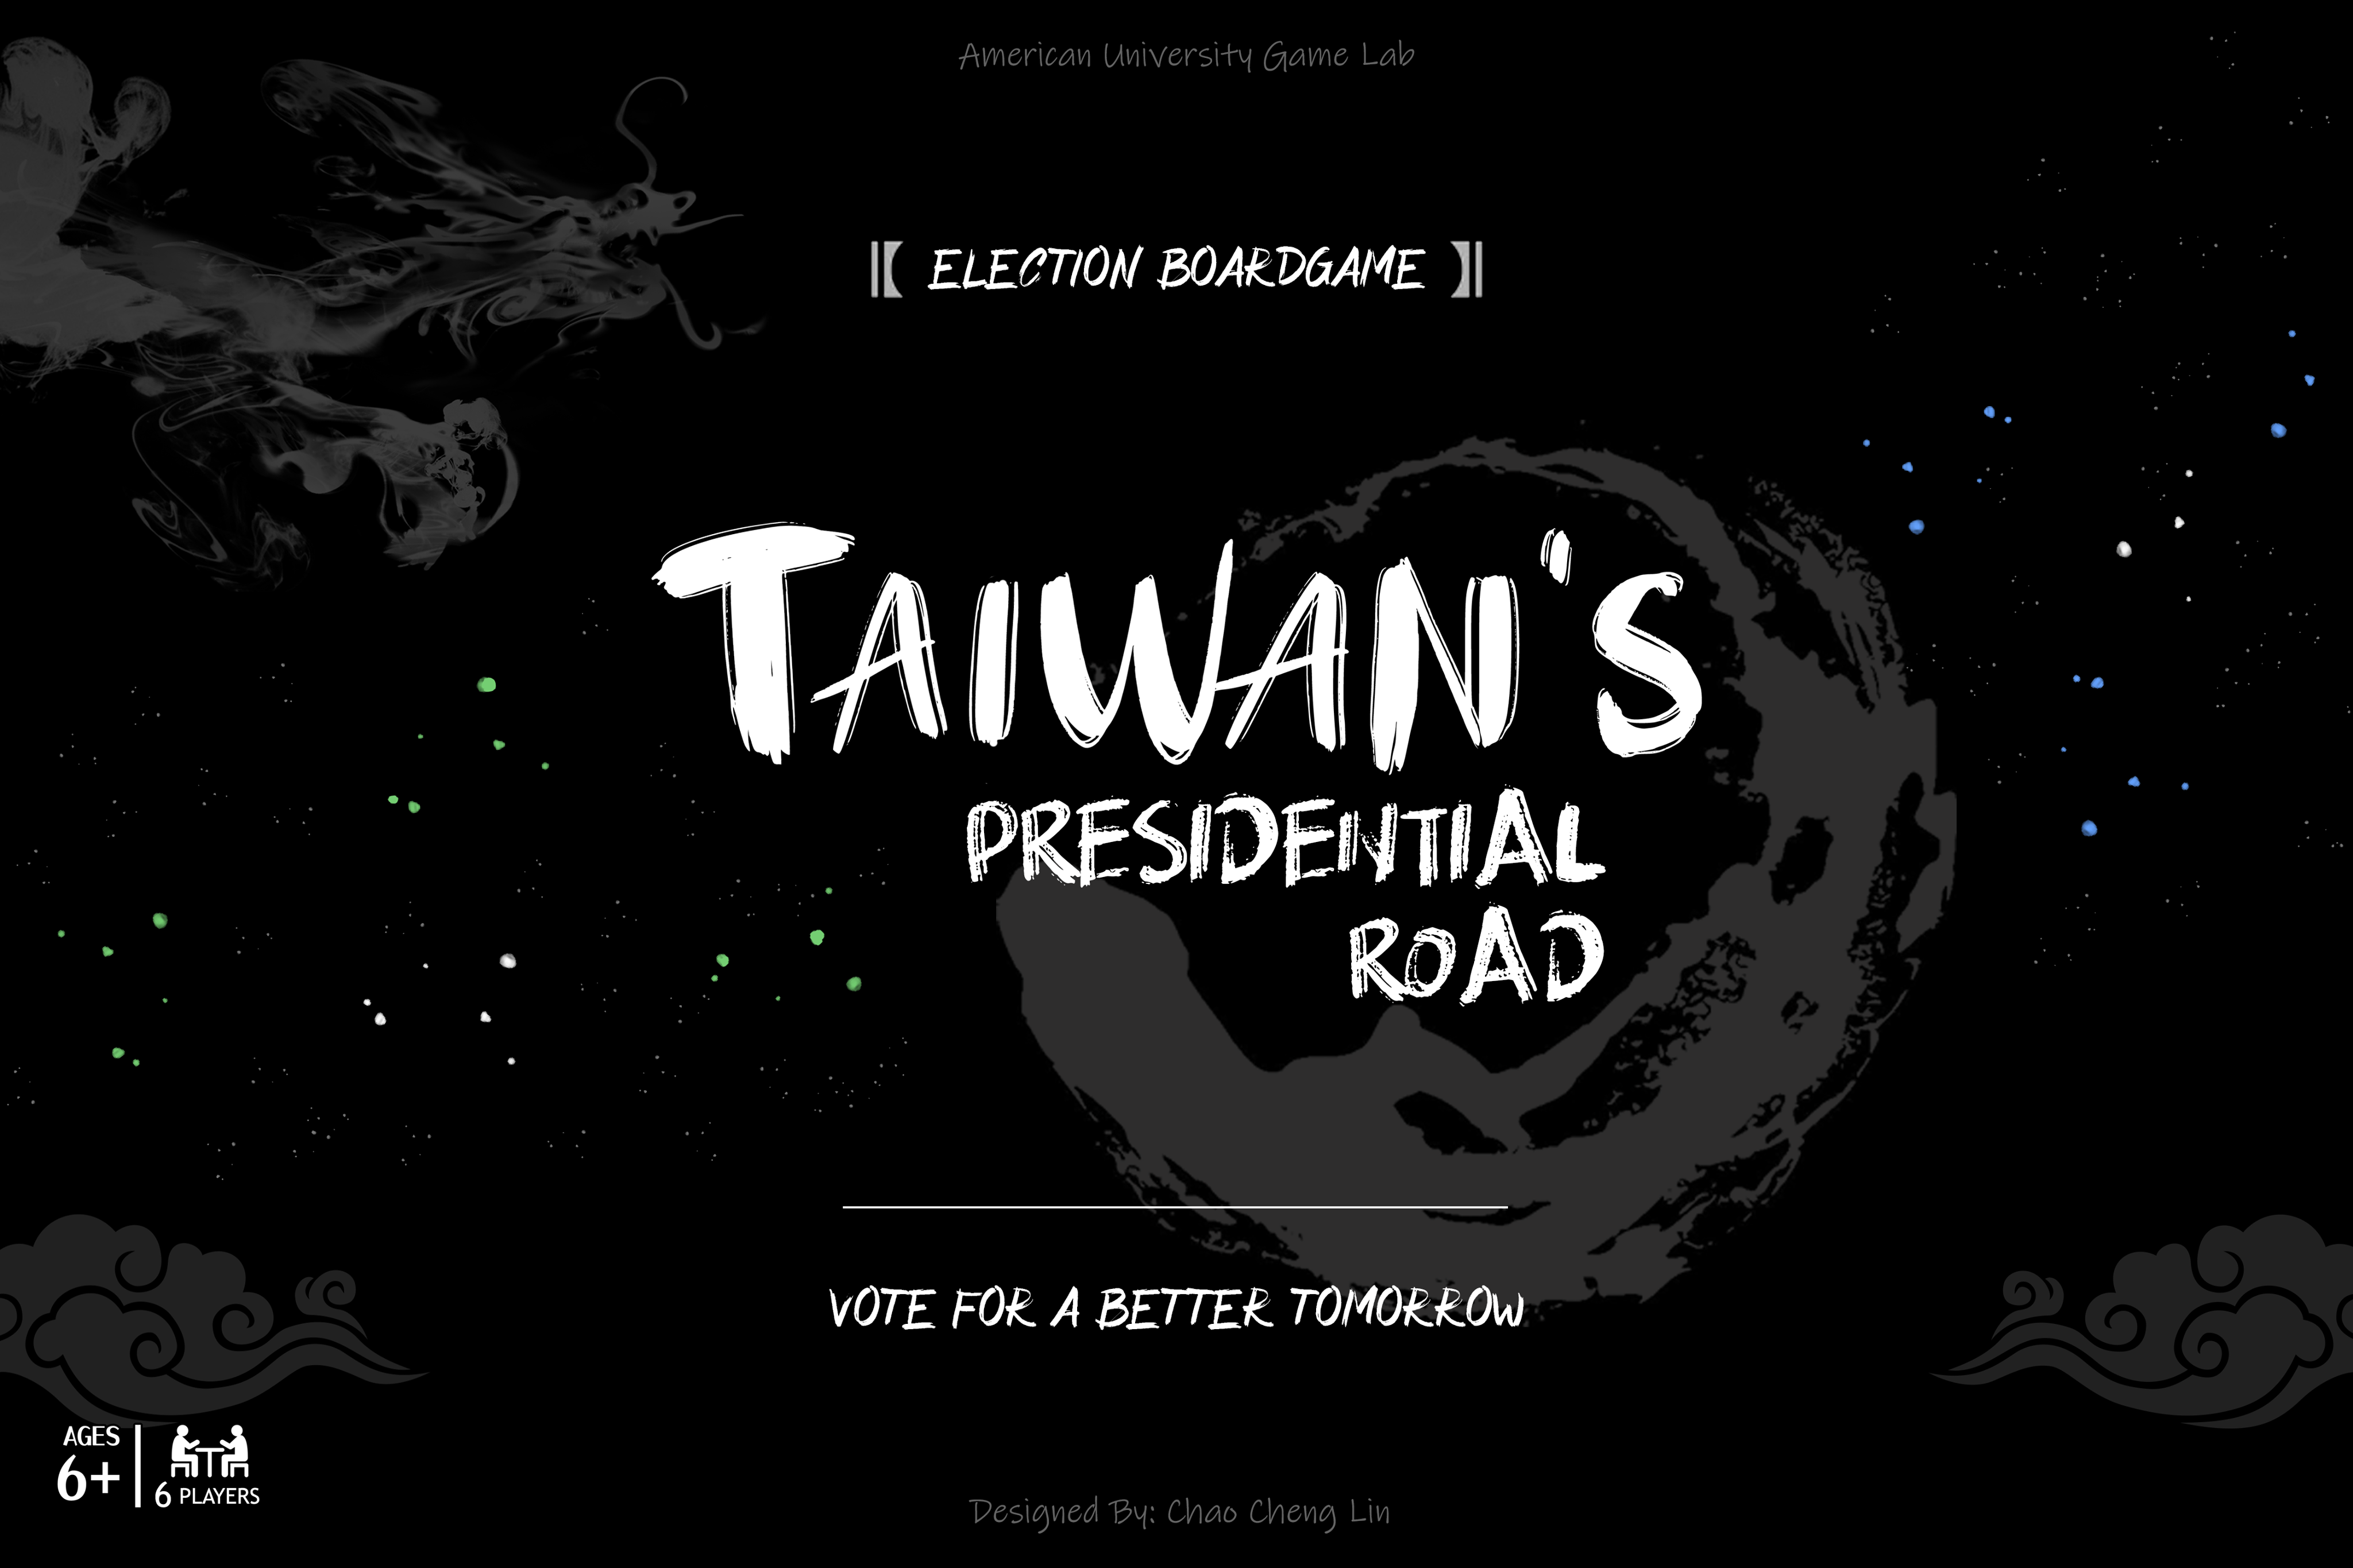 American University Game Lab
ELECTION BOARDGAME
TAIWAN'S
PRESIDENTIAL
ROAD
VOTE FOR A BETTER TOMORROW
AGES
6+
6 PLAYERS
Designed By: Chao Cheng Lin